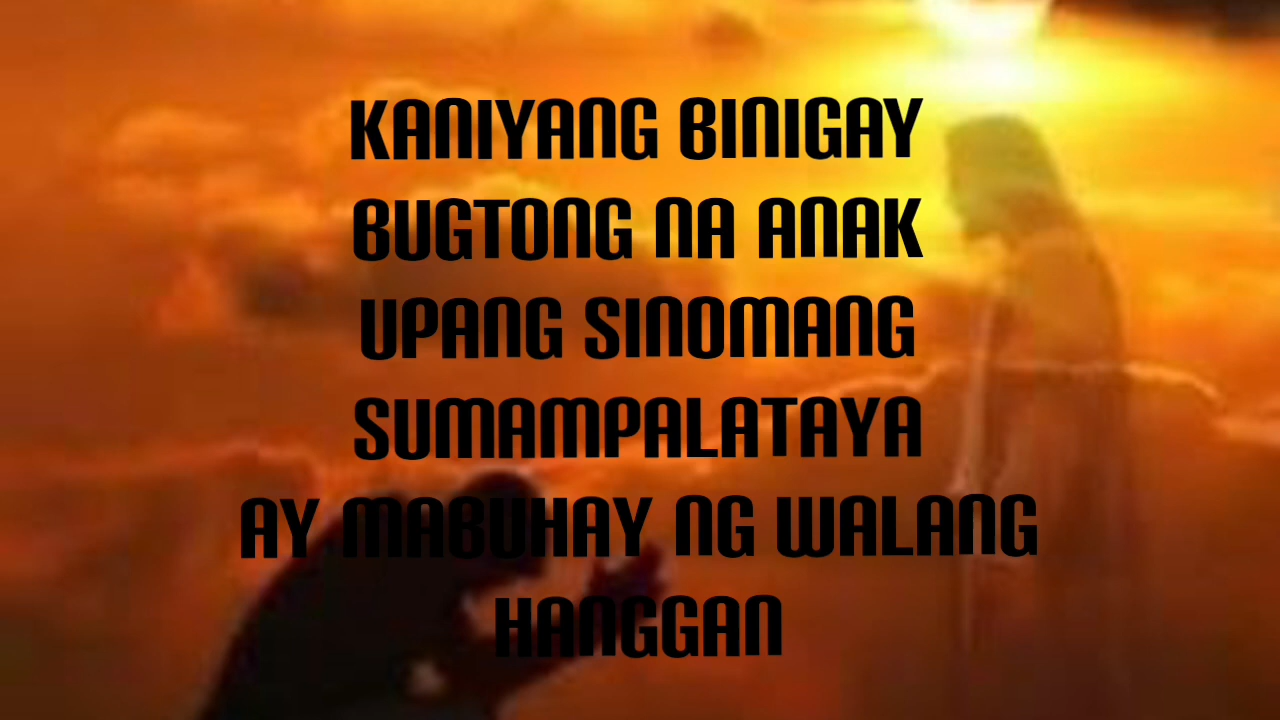 KANIYANG BINIGAY
BUGTONG NA ANAK
UPANG SINOMANG
SUMAMPALATAYA
AY MABUHAY NG WALANG
HANGGAN